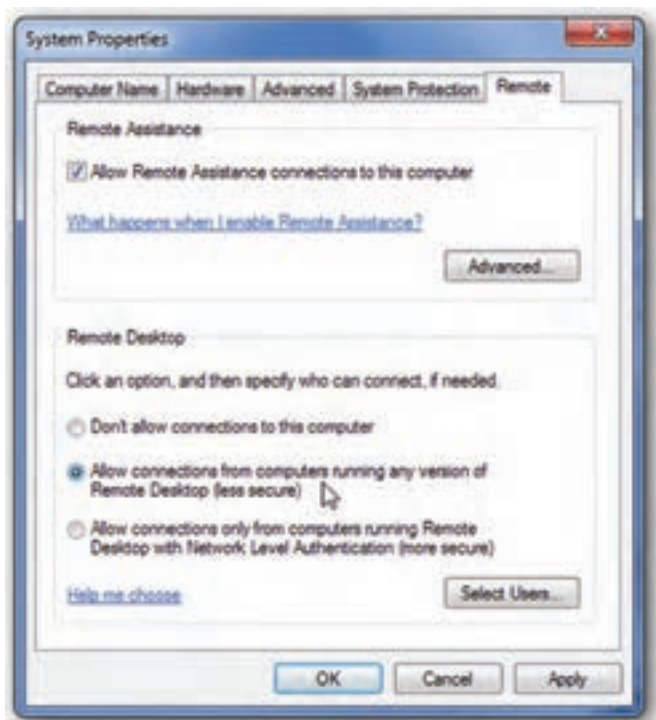 System Properties
Computer Name Hardware Advanced System Protection Remote
Remote Assistance
Allow Remote Assistance connections to this computer
What happens when I enable Remote Assistance?
Advanced...
Remote Desktop
Click an option, and then specify who can connect, if needed.
Don't allow connections to this computer
Allow connections from computers running any version of
Remote Desktop (less secure)
Allow connections only from computers running Remote
Desktop with Network Level Authentication (more secure)
Help me choose
Select Users...
OK Cancel Apply